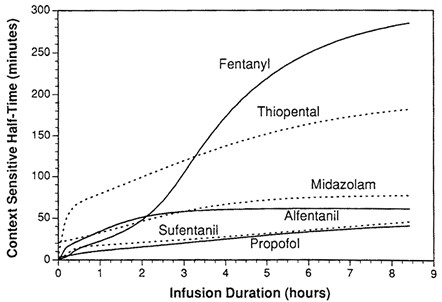 Context Sensitive Half-Time (minutes)
300
250
200
150
100
50
0
Fentanyl
Thiopental
Midazolam
Alfentanil
Sufentanil
Propofol
0 1 2 3 4 5 6 7 8 9
Infusion Duration (hours)